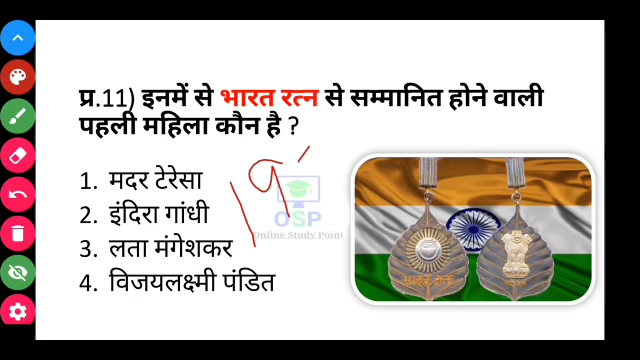 प्र.11) इनमें से भारत रत्न से सम्मानित होने वाली
पहली महिला कौन है ?
1. मदर टेरेसा
2. इंदिरा गांधी
3. लता मंगेशकर
4. विजयलक्ष्मी पंडित
19
OSP
Online Study Point